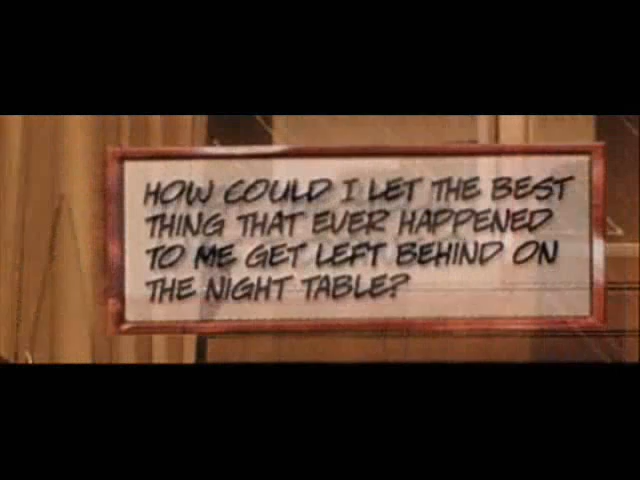 HOW COULD I LET THE BEST
THING THAT EVER HAPPENED
TO ME GET LEFT BEHIND ON
THE NIGHT TABLE?